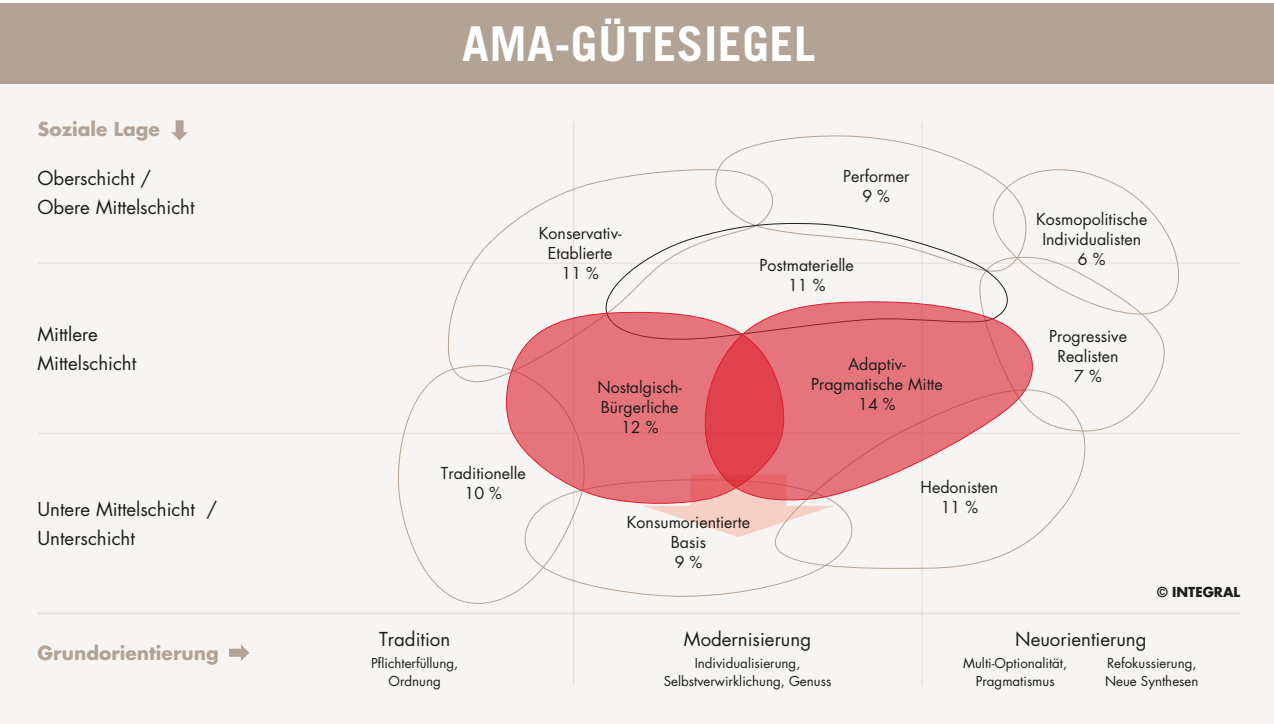 AMA-GÜTESIEGEL
Soziale Lage
Oberschicht /
Obere Mittelschicht
Mittlere
Mittelschicht
Untere Mittelschicht /
Unterschicht
Performer
9 %
Kosmopolitische
Individualisten
6 %
Konservativ-
Etablierte
11 %
Postmaterielle
11 %
Progressive
Realisten
7 %
Nostalgisch-
Bürgerliche
12 %
Adaptiv-
Pragmatische Mitte
14 %
Traditionelle
10 %
Hedonisten
11 %
Konsumorientierte
Basis
9 %
© INTEGRAL
Grundorientierung
Tradition
Pflichterfüllung,
Ordnung
Modernisierung
Individualisierung,
Selbstverwirklichung, Genuss
Neuorientierung
Multi-Optionalität,
Pragmatismus
Refokussierung,
Neue Synthesen